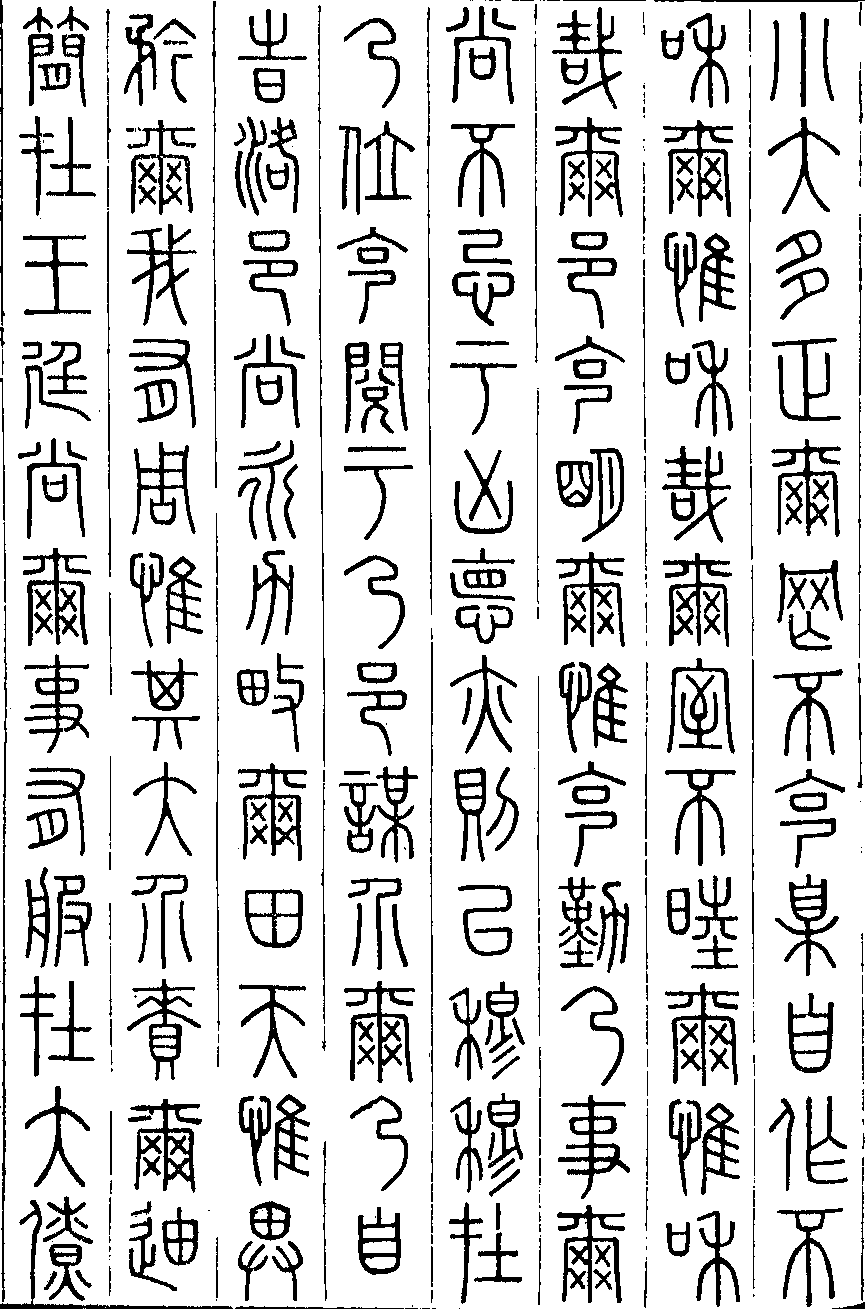 小大多正爾罔不克臬自作不
和爾惟和哉爾室不睦爾惟和
哉爾邑克明爾惟克勤乃事爾
尚不忌于凶德亦則以穆穆在
乃位克閱于乃邑謀介爾乃自
時洛邑尚永力畋爾田天惟畀
矜爾我有周惟其大介賚爾迪
簡在王庭尚爾事有服在大僚